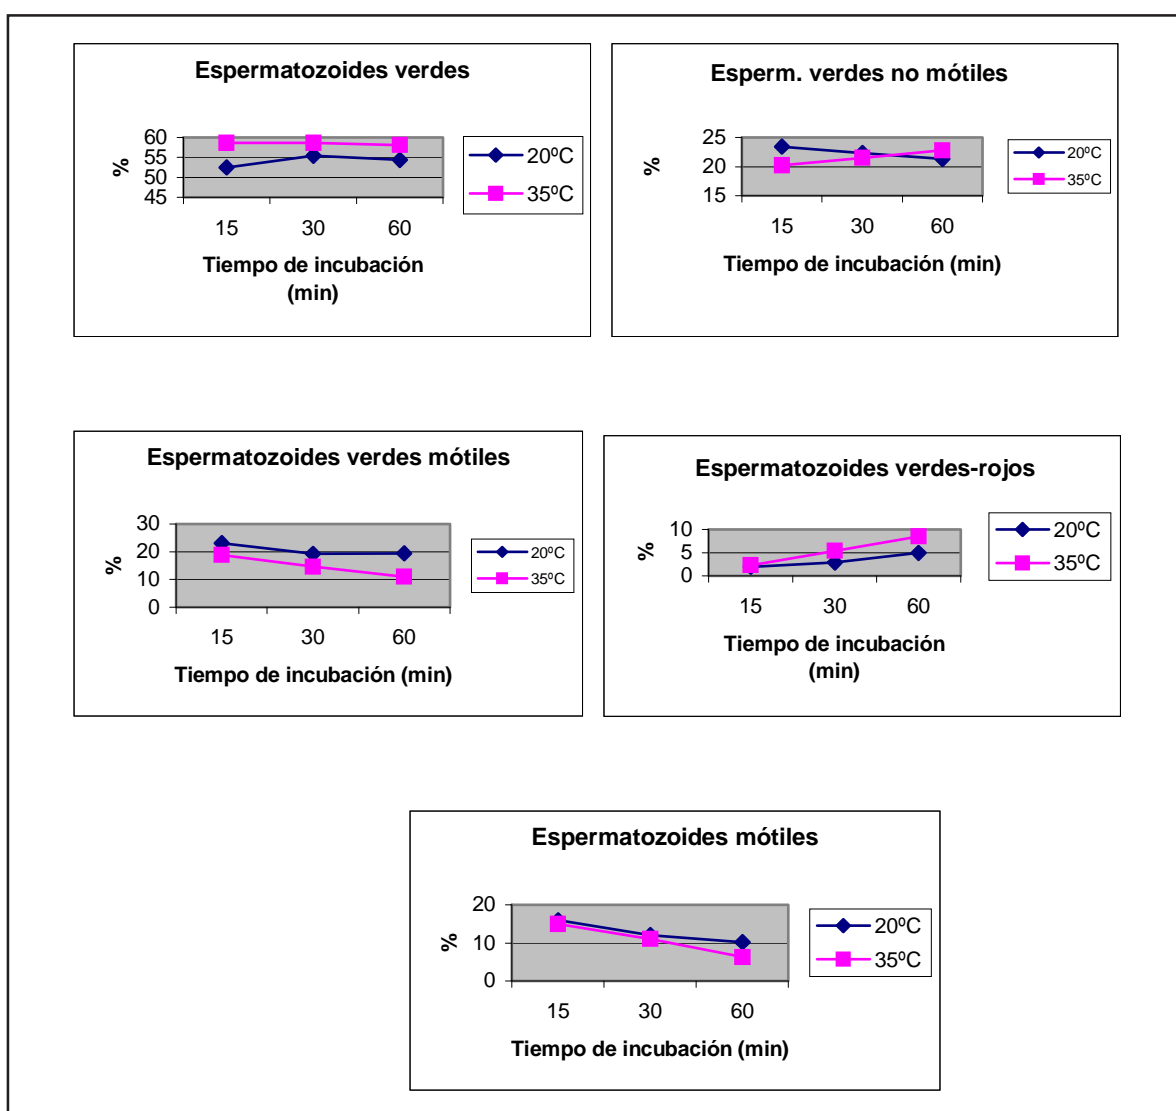 Espermatozoides verdes
60
55
50
45
%
15 30 60
Tiempo de incubación
(min)
20ºC
35ºC
Esperm. verdes no mótiles
25
20
15
%
15 30 60
Tiempo de incubación (min)
20ºC
35ºC
Espermatozoides verdes mótiles
30
20
10
0
%
15 30 60
Tiempo de incubación (min)
20ºC
35ºC
Espermatozoides verdes-rojos
10
5
0
%
15 30 60
Tiempo de incubación
(min)
20ºC
35ºC
Espermatozoides mótiles
20
10
0
%
15 30 60
Tiempo de incubación (min)
20ºC
35ºC